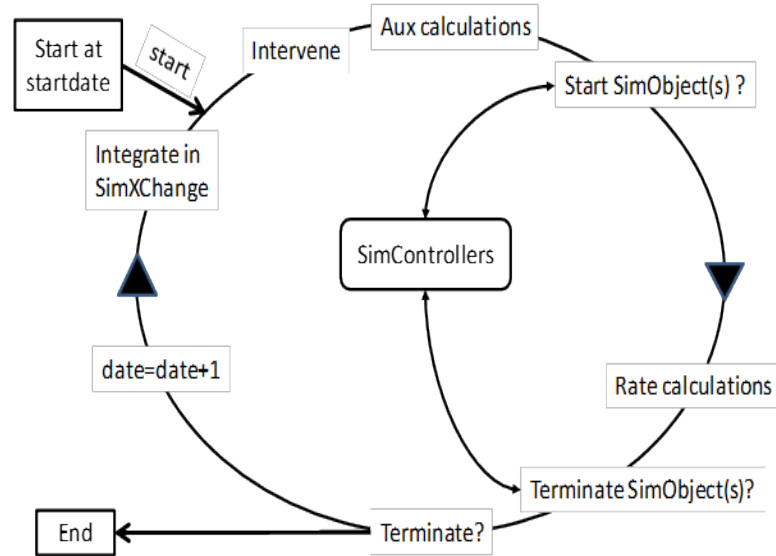 Start at
startdate
start
Intervene
Aux calculations
Start SimObject(s) ?
Integrate in
SimXChange
SimControllers
date=date+1
Rate calculations
Terminate SimObject(s)?
Terminate?
End